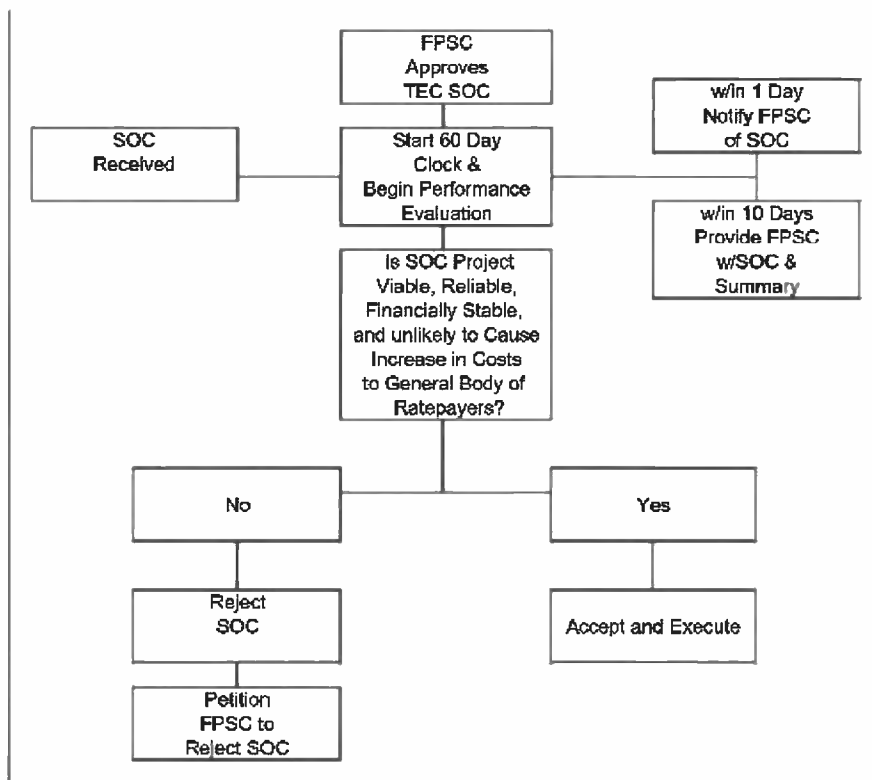 FPSC
Approves
TEC SOC
w/in 1 Day
Notify FPSC
of SOC
SOC
Received
Start 60 Day
Clock &
Begin Performance
Evaluation
w/in 10 Days
Provide FPSC
w/SOC &
Summary
Is SOC Project
Viable, Reliable,
Financially Stable,
and unlikely to Cause
Increase in Costs
to General Body of
Ratepayers?
No
Yes
Reject
SOC
Accept and Execute
Petition
FPSC to
Reject SOC